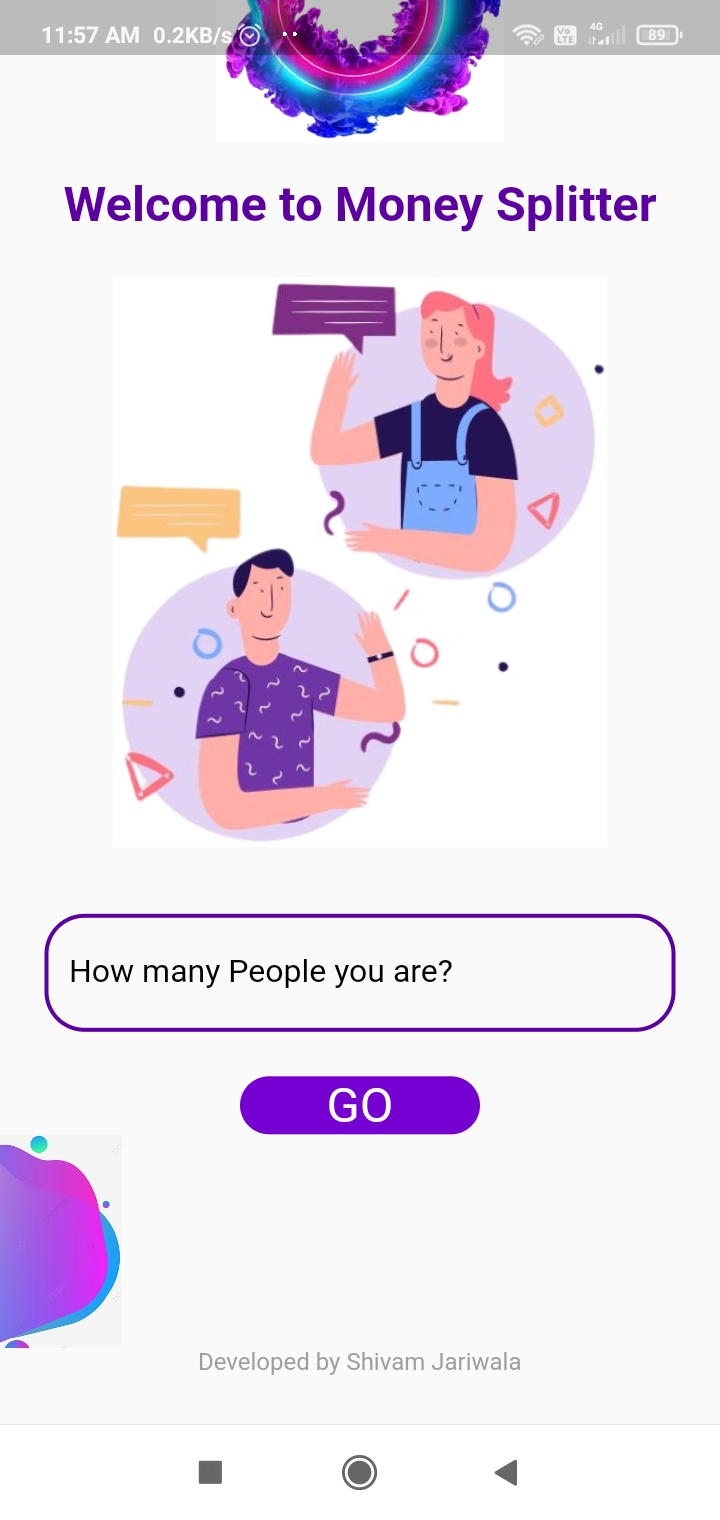 11:57 AM 0.2KB/s
Vo LTE
4G
89
Welcome to Money Splitter
How many People you are?
GO
Developed by Shivam Jariwala